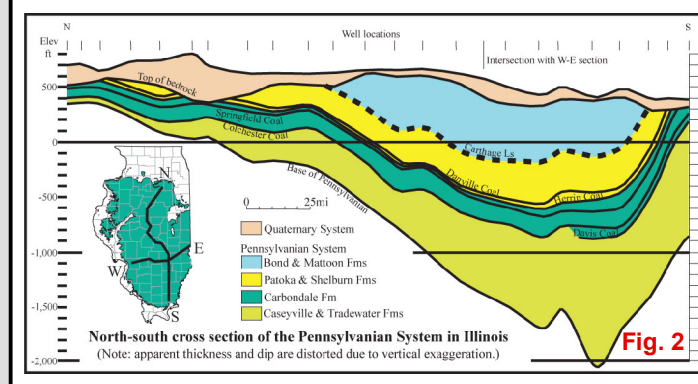 N
Well locations
S
Elev
ft
Intersection with W-E section
Top of bedrock
500
Springfield Coal
Colchester Coal
Carthage Ls
0
Base of Pennsylvanian
Danville Coal
Herrin Coal
Davis Coal
N
E
W
S
0 25mi
Quaternary System
Pennsylvanian System
Bond & Mattoon Fms
Patoka & Shelburn Fms
Carbondale Fm
Caseyville & Tradewater Fms
-500
-1,000
-1,500
-2,000
North-south cross section of the Pennsylvanian System in Illinois
(Note: apparent thickness and dip are distorted due to vertical exaggeration.)
Fig. 2